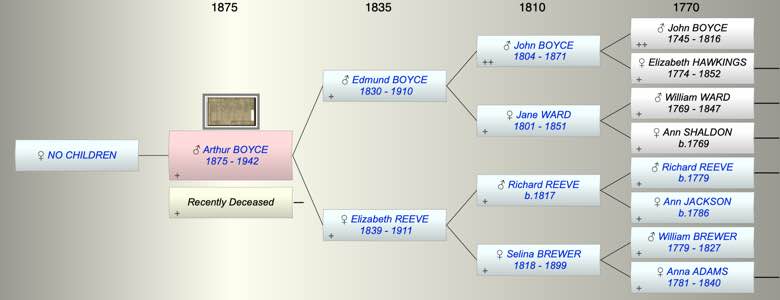 1875 1835 1810 1770
♀ NO CHILDREN
♂ Arthur BOYCE
1875 - 1942
+
Recently Deceased
+
♂ Edmund BOYCE
1830 - 1910
+
♀ Elizabeth REEVE
1839 - 1911
+
♂ John BOYCE
1804 - 1871
++
♀ Jane WARD
1801 - 1851
+
♂ Richard REEVE
b.1817
+
♀ Selina BREWER
1818 - 1899
+
♂ John BOYCE
1745 - 1816
++
♀ Elizabeth HAWKINGS
1774 - 1852
+
♂ William WARD
1769 - 1847
+
♀ Ann SHALDON
b.1769
+
♂ Richard REEVE
b.1779
+
♀ Ann JACKSON
b.1786
+
♂ William BREWER
1779 - 1827
+
♀ Anna ADAMS
1781 - 1840
+